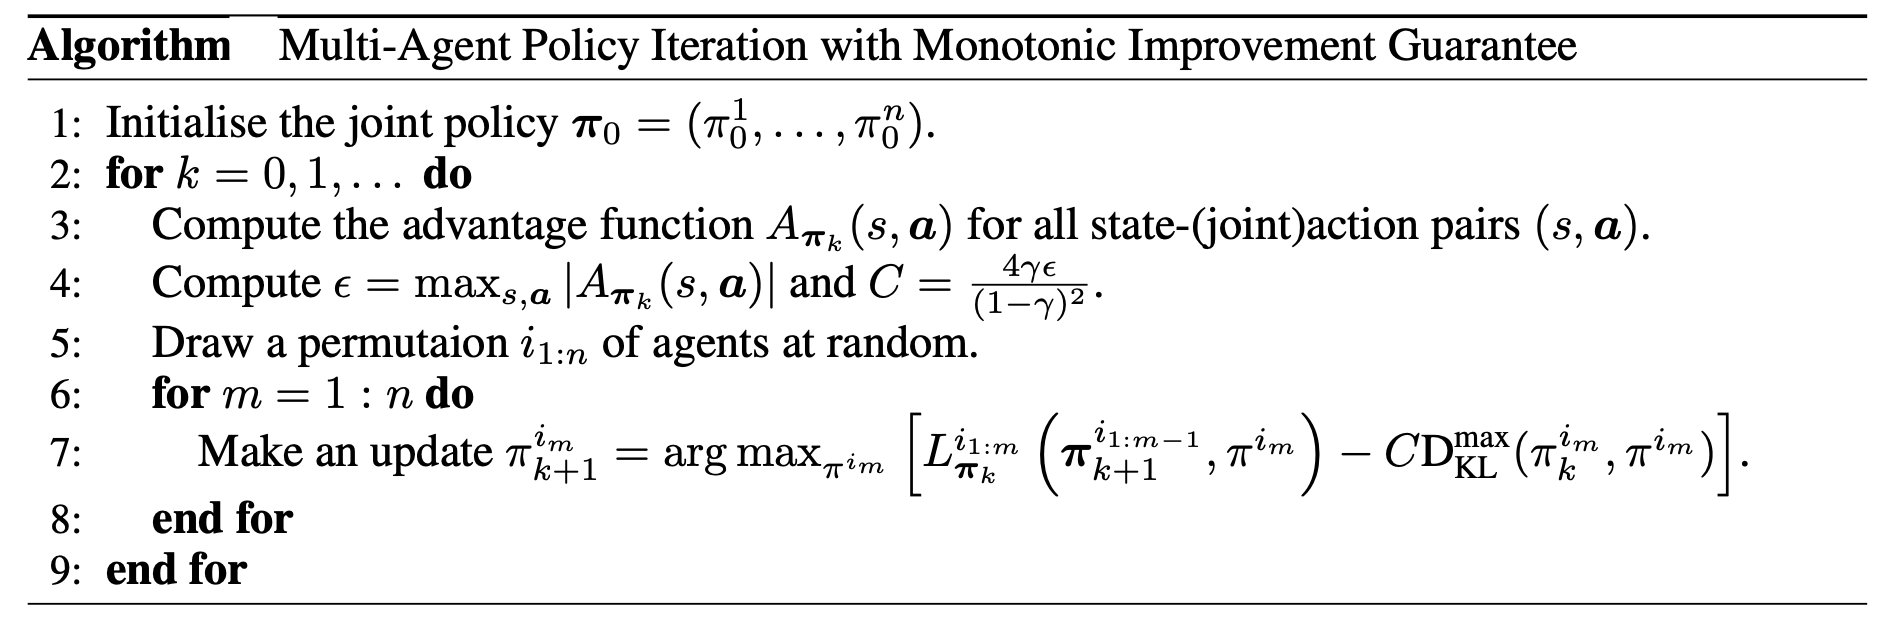 Algorithm Multi-Agent Policy Iteration with Monotonic Improvement Guarantee
1: Initialise the joint policy $\boldsymbol{\pi}_0 = (\pi_0^1, \ldots, \pi_0^n)$.
2: for $k = 0, 1, \ldots$ do
3: Compute the advantage function $A_{\boldsymbol{\pi}_k}(s, \boldsymbol{a})$ for all state-(joint)action pairs $(s, \boldsymbol{a})$.
4: Compute $\epsilon = \max_{s,\boldsymbol{a}} |A_{\boldsymbol{\pi}_k}(s, \boldsymbol{a})|$ and $C = \frac{4\gamma\epsilon}{(1-\gamma)^2}$.
5: Draw a permutaion $i_{1:n}$ of agents at random.
6: for $m = 1 : n$ do
7: Make an update $\pi_{k+1}^{i_m} = \arg\max_{\pi^{i_m}} \left[ L_{\boldsymbol{\pi}_k}^{i_{1:m}} \left( \boldsymbol{\pi}_{k+1}^{i_{1:m-1}}, \pi^{i_m} \right) - C\mathrm{D}_{\mathrm{KL}}^{\max}(\pi_k^{i_m}, \pi^{i_m}) \right]$.
8: end for
9: end for